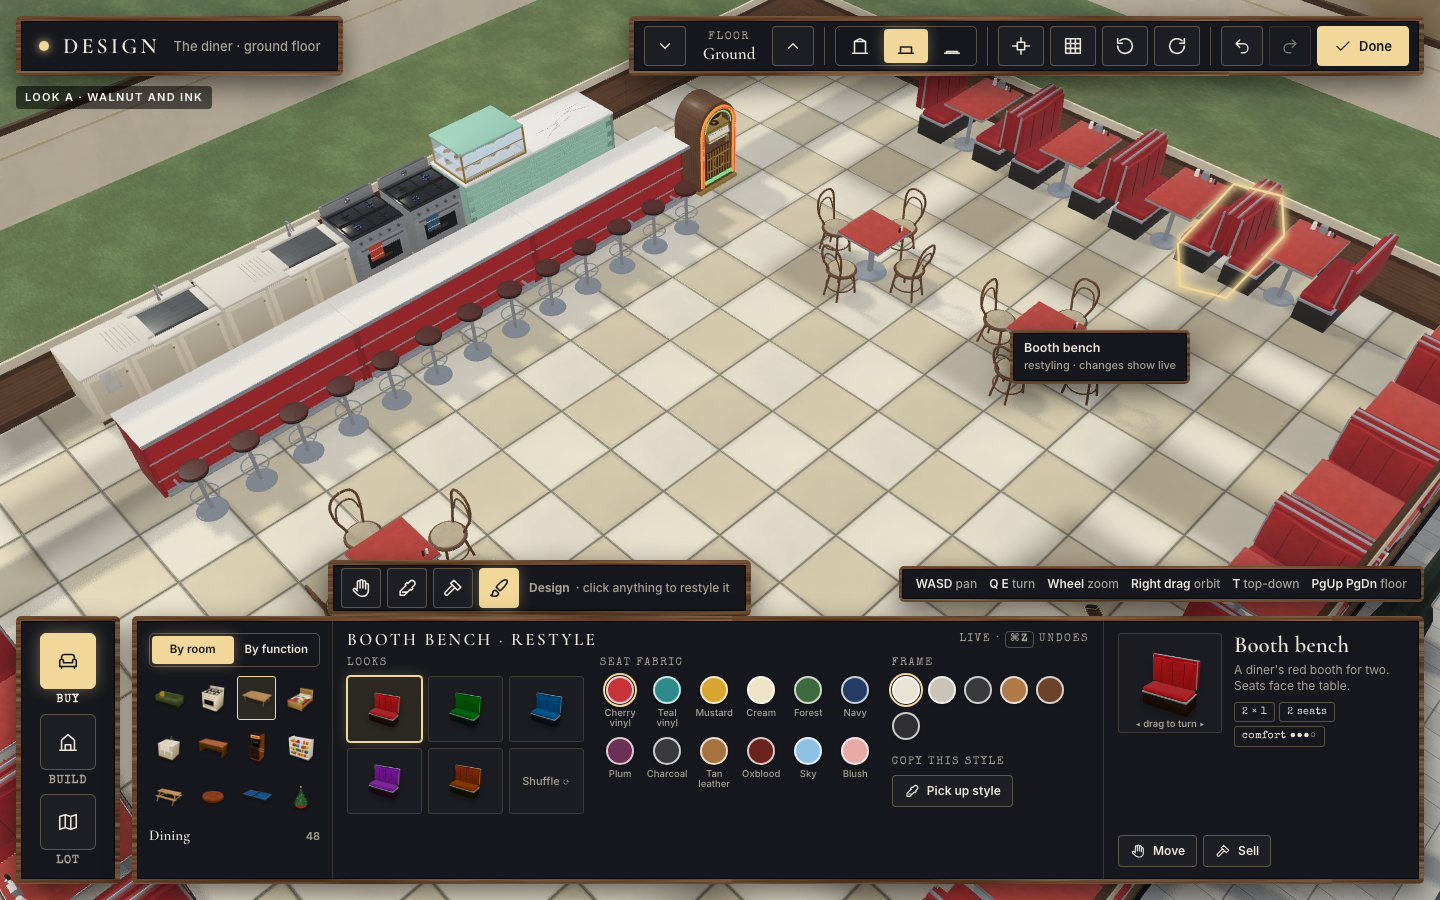 DESIGN The diner · ground floor
FLOOR
Ground
Done
LOOK A · WALNUT AND INK
Booth bench
restyling · changes show live
Design · click anything to restyle it
WASD pan Q E turn Wheel zoom Right drag orbit T top-down PgUp PgDn floor
BUY
BUILD
LOT
By room By function
Dining 48
BOOTH BENCH · RESTYLE
LIVE · ⌘Z UNDOES
LOOKS
Shuffle
SEAT FABRIC
Cherry vinyl
Teal vinyl
Mustard
Cream
Forest
Navy
Plum
Charcoal
Tan leather
Oxblood
Sky
Blush
FRAME
COPY THIS STYLE
Pick up style
◂ drag to turn ▸
Booth bench
A diner's red booth for two.
Seats face the table.
2 × 1 2 seats
comfort ●●●○
Move Sell